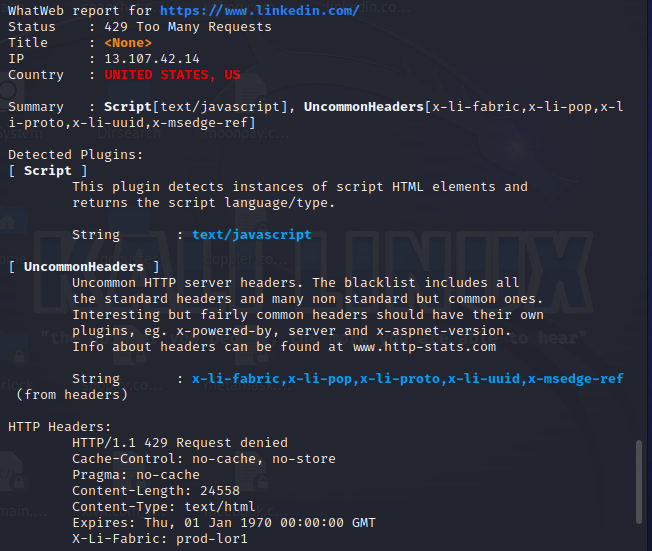 WhatWeb report for https://www.linkedin.com/
Status    : 429 Too Many Requests
Title     : <None>
IP        : 13.107.42.14
Country   : UNITED STATES, US
Summary   : Script[text/javascript], UncommonHeaders[x-li-fabric,x-li-pop,x-l
i-proto,x-li-uuid,x-msedge-ref]
Detected Plugins:
[ Script ]
        This plugin detects instances of script HTML elements and
        returns the script language/type.
        String       : text/javascript
[ UncommonHeaders ]
        Uncommon HTTP server headers. The blacklist includes all
        the standard headers and many non standard but common ones.
        Interesting but fairly common headers should have their own
        plugins, eg. x-powered-by, server and x-aspnet-version.
        Info about headers can be found at www.http-stats.com
        String       : x-li-fabric,x-li-pop,x-li-proto,x-li-uuid,x-msedge-ref
 (from headers)
HTTP Headers:
        HTTP/1.1 429 Request denied
        Cache-Control: no-cache, no-store
        Pragma: no-cache
        Content-Length: 24558
        Content-Type: text/html
        Expires: Thu, 01 Jan 1970 00:00:00 GMT
        X-Li-Fabric: prod-lor1
KALI LINUX